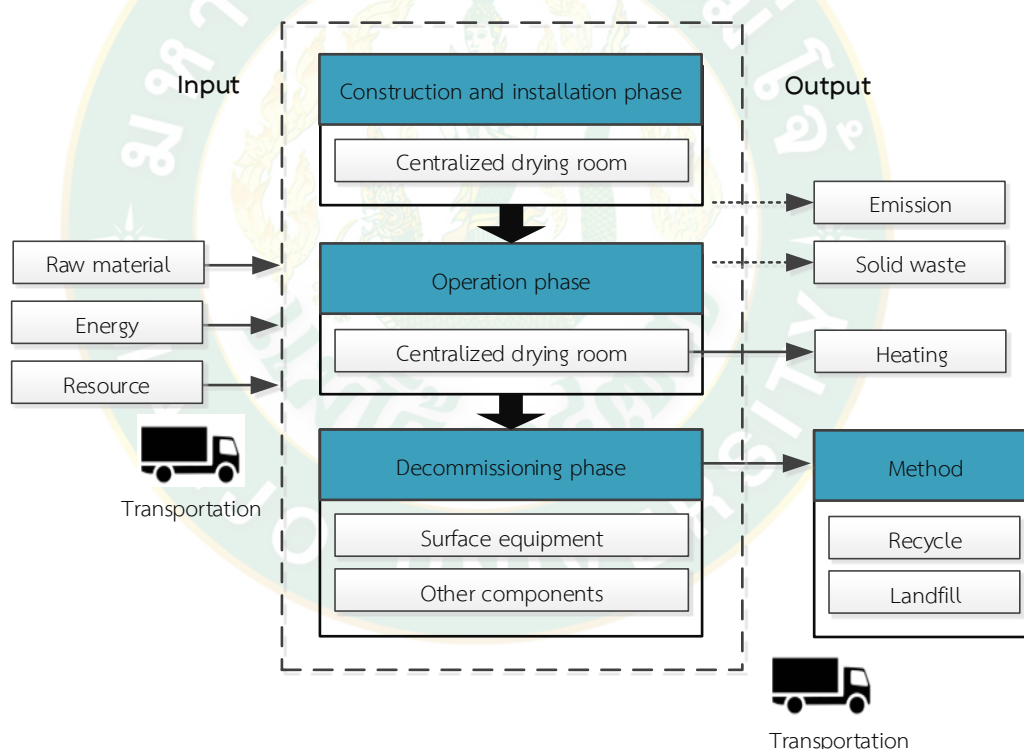 Input
Construction and installation phase
Output
Centralized drying room
Emission
Raw material
Operation phase
Solid waste
Energy
Centralized drying room
Heating
Resource
Transportation
Decommissioning phase
Method
Surface equipment
Recycle
Other components
Landfill
Transportation
UNIVERSITY